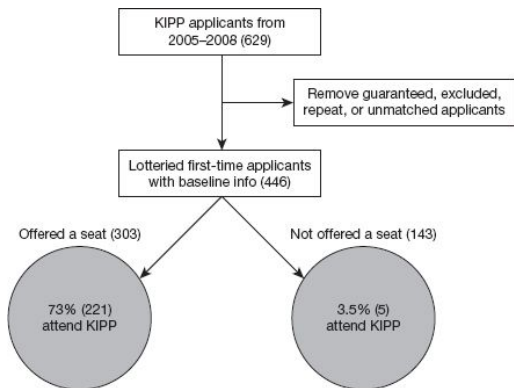 KIPP applicants from
2005–2008 (629)
Remove guaranteed, excluded,
repeat, or unmatched applicants
Lotteried first-time applicants
with baseline info (446)
Offered a seat (303)
Not offered a seat (143)
73% (221)
attend KIPP
3.5% (5)
attend KIPP